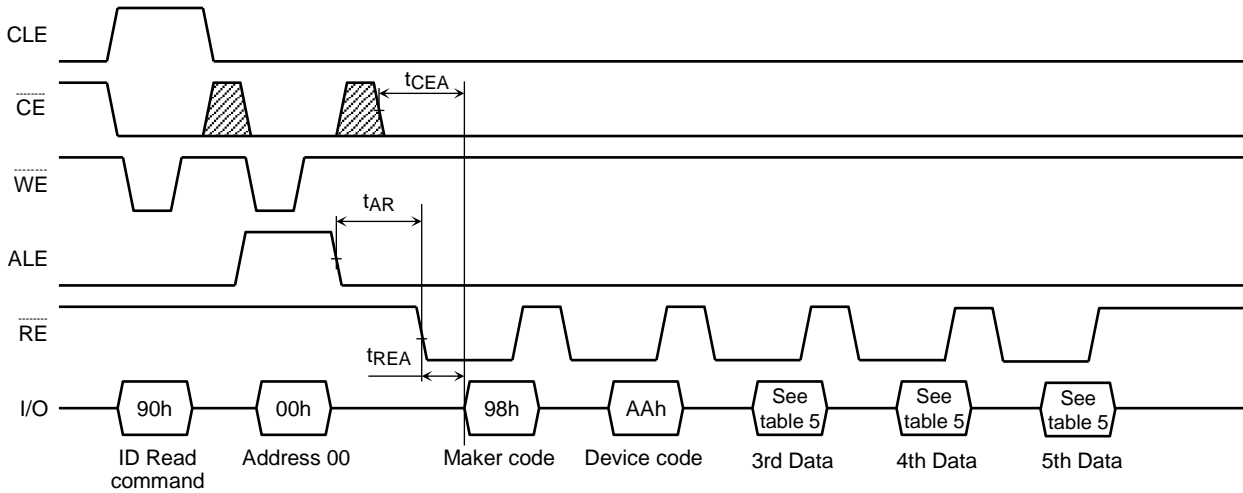 CLE
CE
tCEA
WE
tAR
ALE
RE
tREA
I/O
90h
00h
98h
AAh
See
table 5
See
table 5
See
table 5
ID Read
command
Address 00
Maker code
Device code
3rd Data
4th Data
5th Data